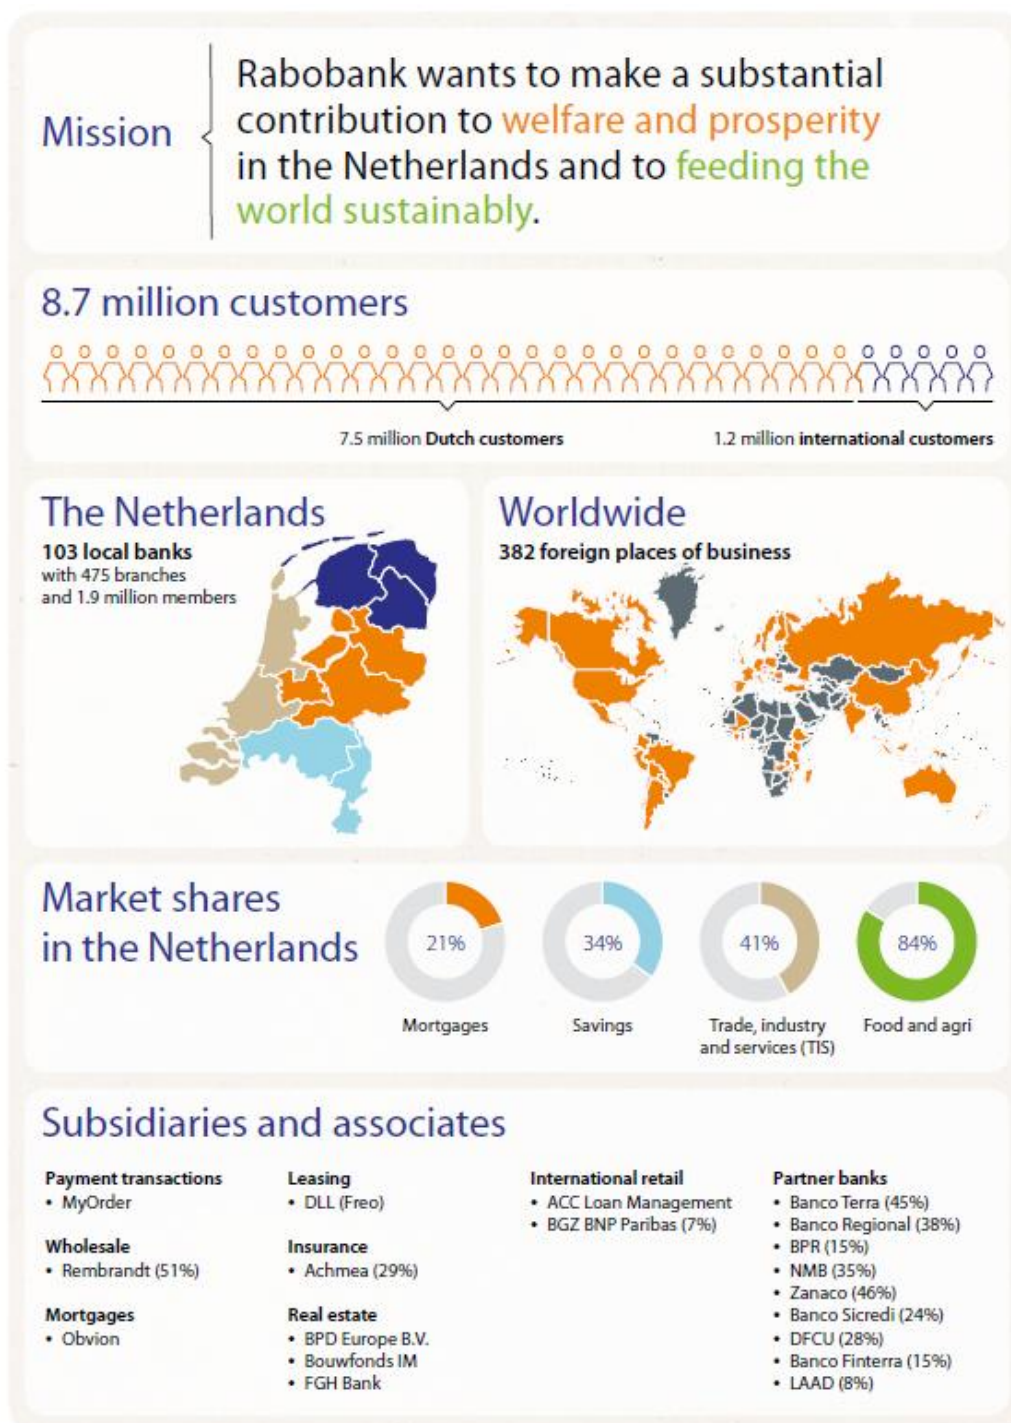 Mission
Rabobank wants to make a substantial
contribution to welfare and prosperity
in the Netherlands and to feeding the
world sustainably.
8.7 million customers
7.5 million Dutch customers
1.2 million international customers
The Netherlands
103 local banks
with 475 branches
and 1.9 million members
Worldwide
382 foreign places of business
Market shares
in the Netherlands
21%
Mortgages
34%
Savings
41%
Trade, industry
and services (TIS)
84%
Food and agri
Subsidiaries and associates
Payment transactions
• MyOrder
Wholesale
• Rembrandt (51%)
Mortgages
• Obvion
Leasing
• DLL (Freo)
Insurance
• Achmea (29%)
Real estate
• BPD Europe B.V.
• Bouwfonds IM
• FGH Bank
International retail
• ACC Loan Management
• BGZ BNP Paribas (7%)
Partner banks
• Banco Terra (45%)
• Banco Regional (38%)
• BPR (15%)
• NMB (35%)
• Zanaco (46%)
• Banco Sicredi (24%)
• DFCU (28%)
• Banco Finterra (15%)
• LAAD (8%)